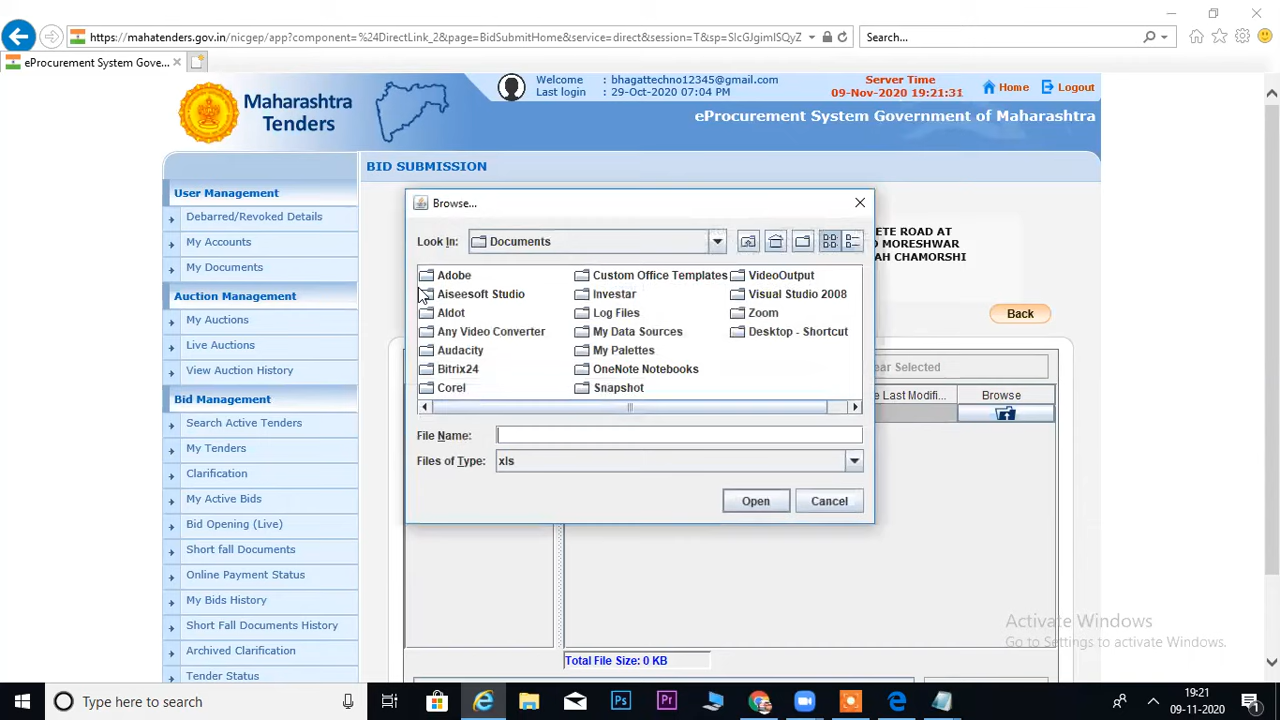 https://mahatenders.gov.in/nicgep/app?component=%24DirectLink_2&page=BidSubmitHome&service=direct&session=T&sp=SlcGJgimISQyZ
Search...
eProcurement System Gove...
Maharashtra
Tenders
Welcome : bhagattechno12345@gmail.com
Last login : 29-Oct-2020 07:04 PM
Server Time
09-Nov-2020 19:21:31
Home
Logout
eProcurement System Government of Maharashtra
BID SUBMISSION
User Management
Debarred/Revoked Details
My Accounts
My Documents
Auction Management
My Auctions
Live Auctions
View Auction History
Bid Management
Search Active Tenders
My Tenders
Clarification
My Active Bids
Bid Opening (Live)
Short fall Documents
Online Payment Status
My Bids History
Short Fall Documents History
Archived Clarification
Tender Status
Browse...
Look In: Documents
Adobe
Aiseesoft Studio
Aldot
Any Video Converter
Audacity
Bitrix24
Corel
Custom Office Templates
Investar
Log Files
My Data Sources
My Palettes
OneNote Notebooks
Snapshot
VideoOutput
Visual Studio 2008
Zoom
Desktop - Shortcut
File Name:
Files of Type: xls
Open
Cancel
ETE ROAD AT
O MORESHWAR
AH CHAMORSHI
Back
ear Selected
e Last Modifi...
Browse
Total File Size: 0 KB
Activate Windows
Go to Settings to activate Windows.
Type here to search
19:21
09-11-2020